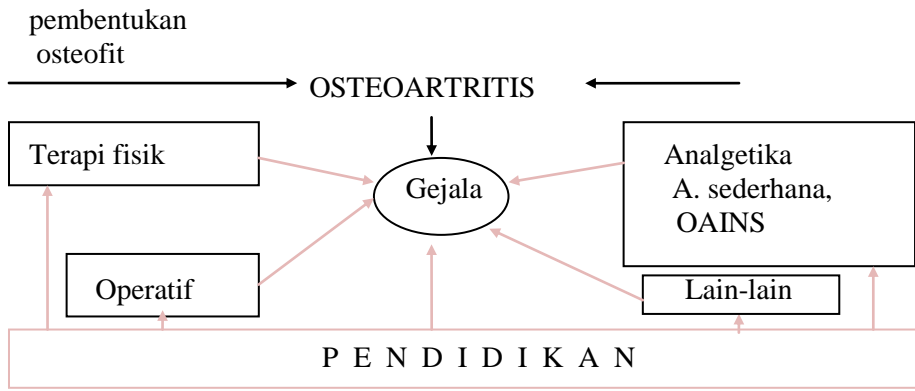 pembentukan
osteofit
OSTEOARTRITIS
Terapi fisik
Gejala
Analgetika
A. sederhana,
OAINS
Operatif
Lain-lain
P E N D I D I K A N